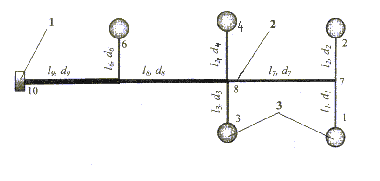 1
2
4
6
2
l₆, d₆
l₄, d₄
l₂, d₂
l₉, d₉
l₈, d₈
l₇, d₇
10
8
7
l₃, d₃
l₁, d₁
3
3
1